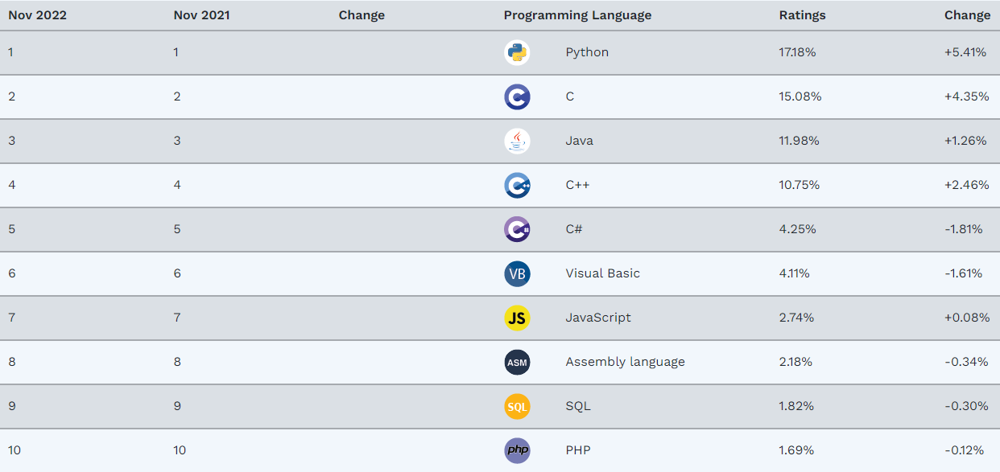 Nov 2022 Nov 2021 Change Programming Language Ratings Change
1 1 Python 17.18% +5.41%
2 2 C 15.08% +4.35%
3 3 Java 11.98% +1.26%
4 4 C++ 10.75% +2.46%
5 5 C# 4.25% -1.81%
6 6 VB Visual Basic 4.11% -1.61%
7 7 JS JavaScript 2.74% +0.08%
8 8 ASM Assembly language 2.18% -0.34%
9 9 SQL SQL 1.82% -0.30%
10 10 php PHP 1.69% -0.12%